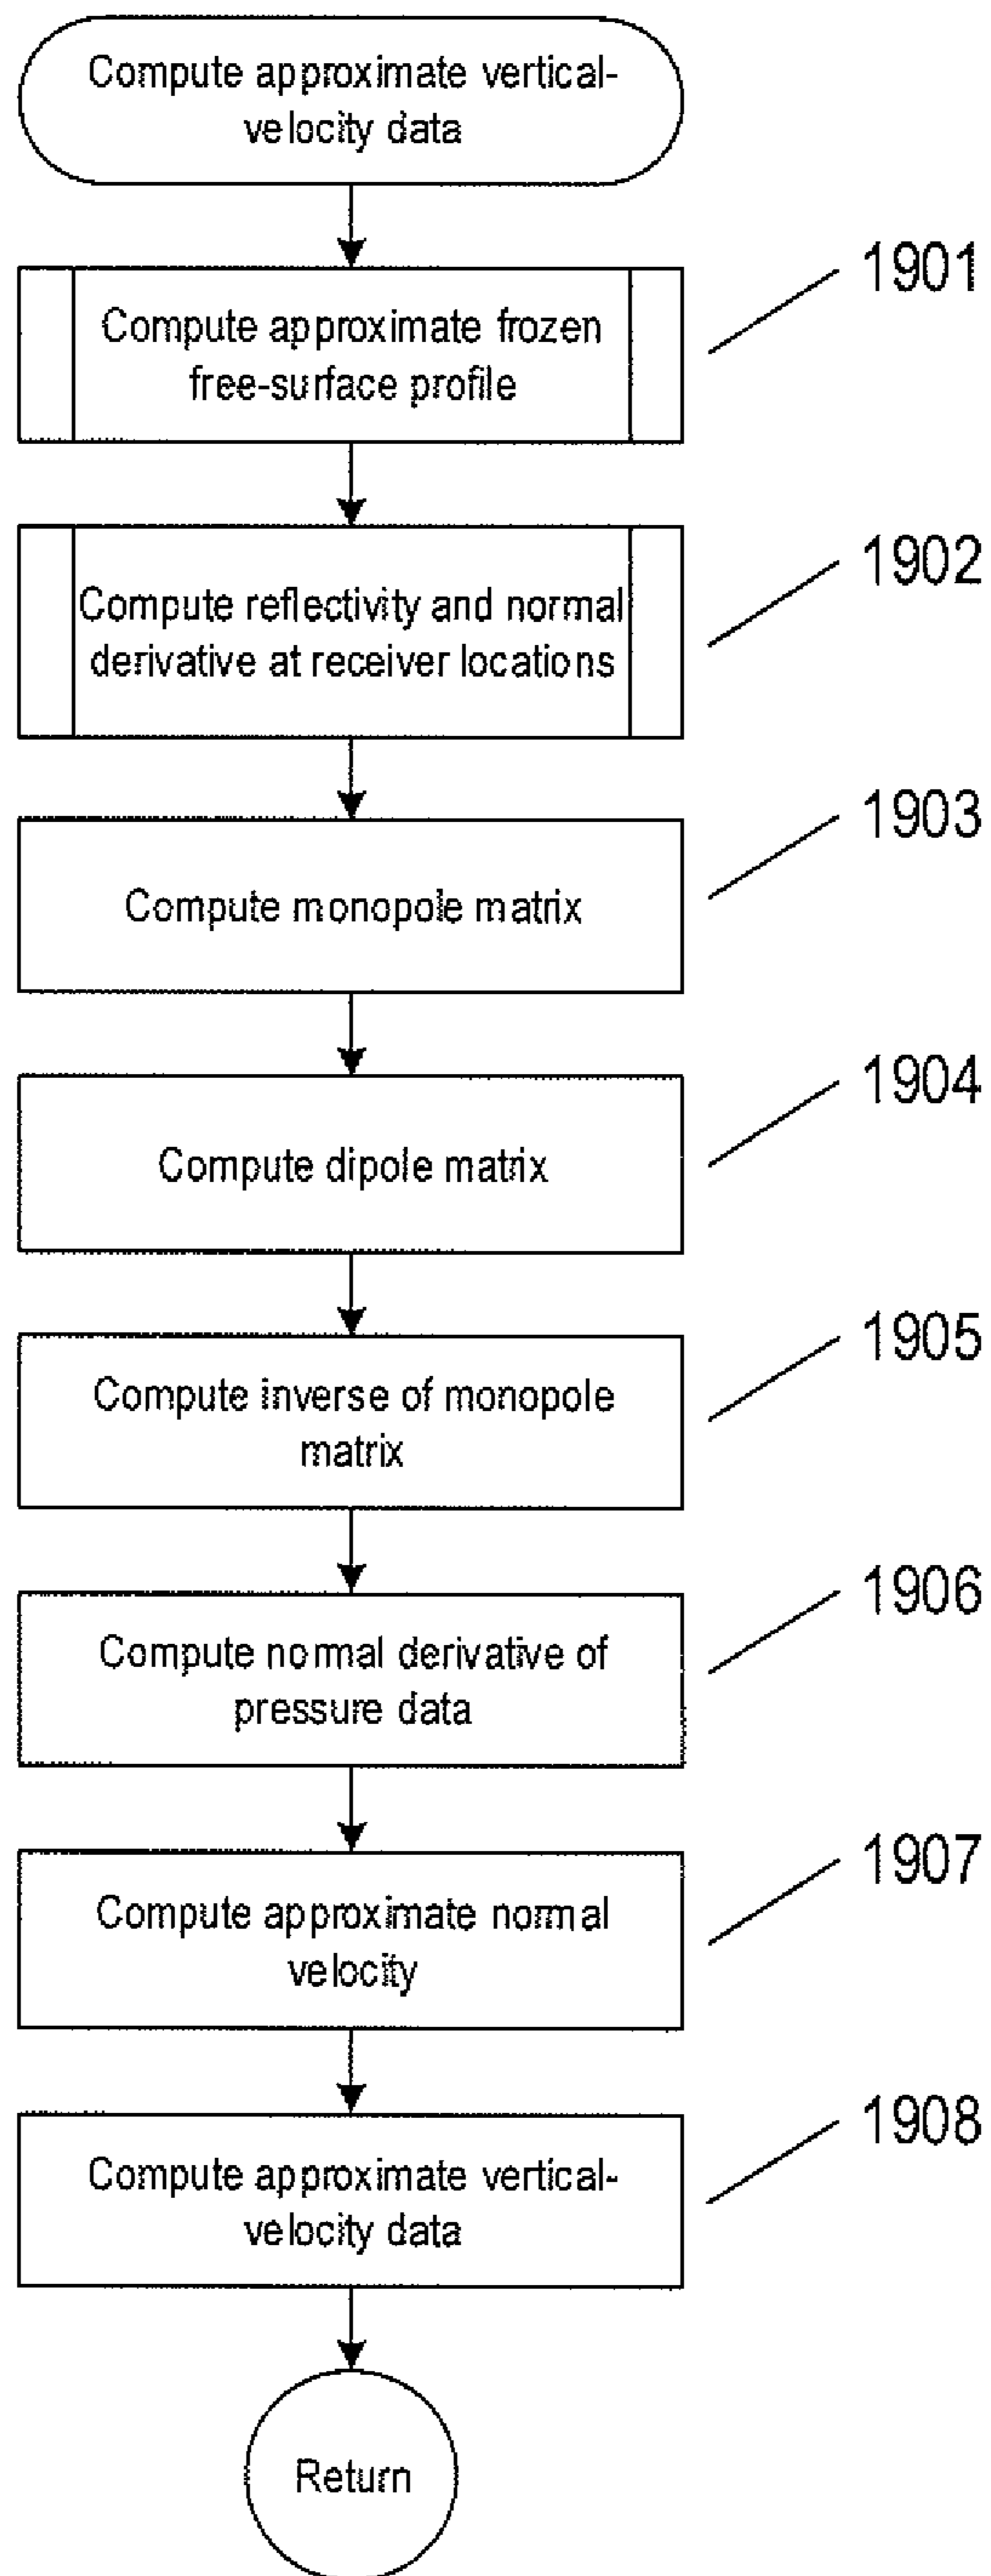 Compute approximate vertical-
velocity data
1901
Compute approximate frozen
free-surface profile
1902
Compute reflectivity and normal
derivative at receiver locations
1903
Compute monopole matrix
1904
Compute dipole matrix
1905
Compute inverse of monopole
matrix
1906
Compute normal derivative of
pressure data
1907
Compute approximate normal
velocity
1908
Compute approximate vertical-
velocity data
Return